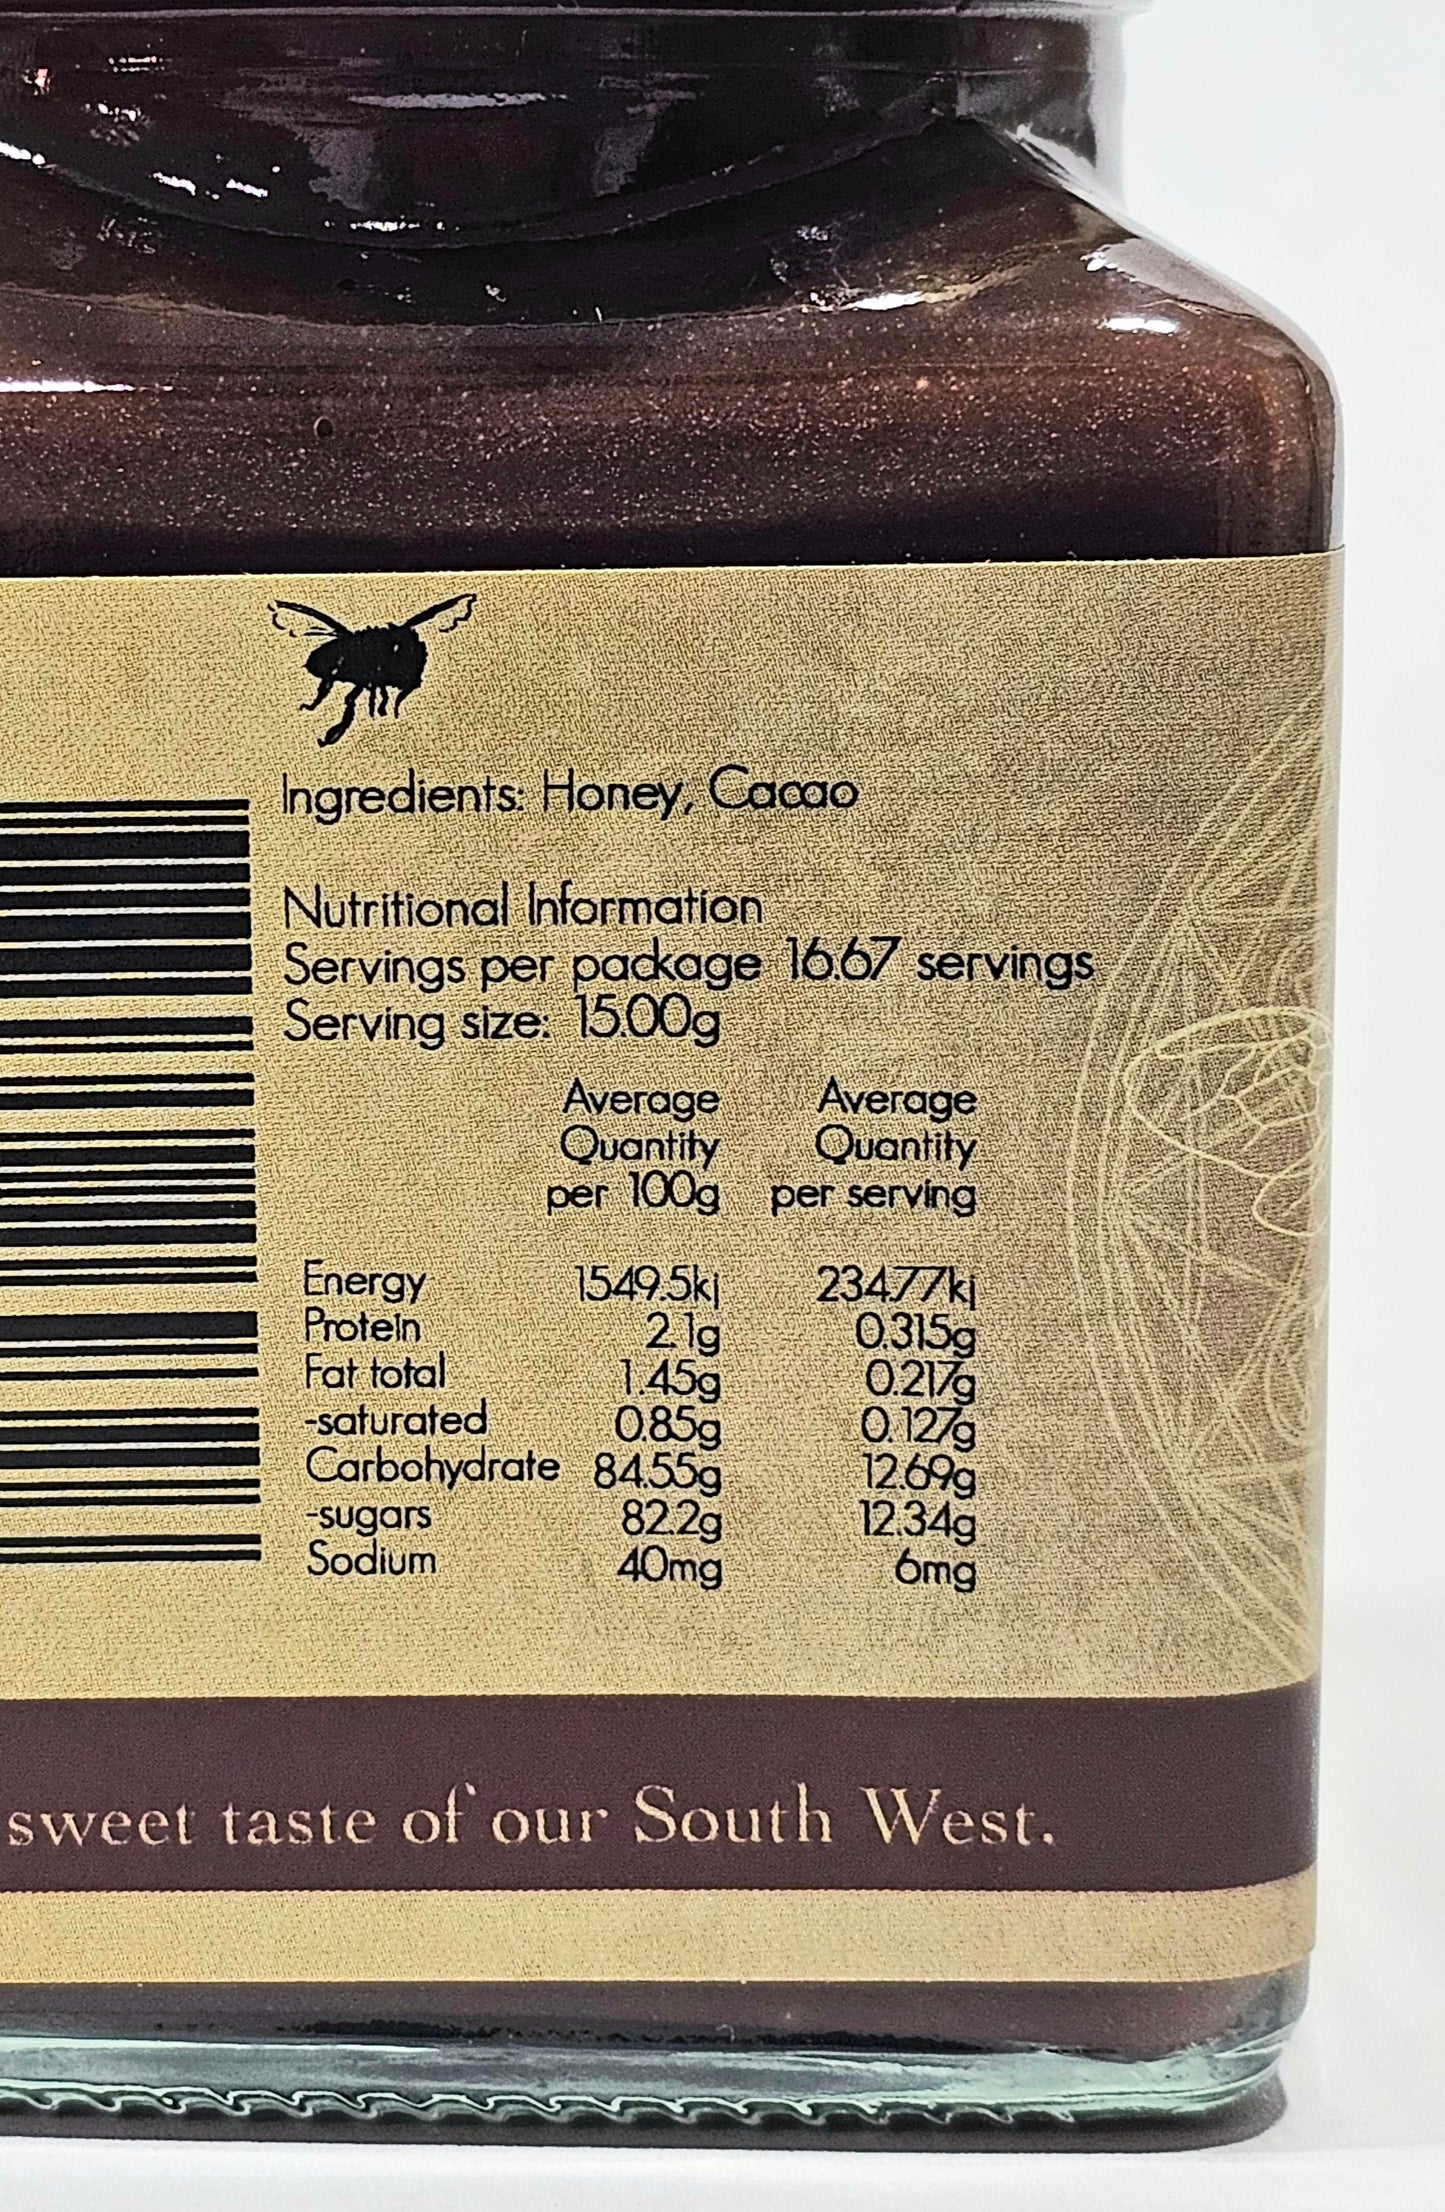 Ingredients: Honey, Cacao
Nutritional Information
Servings per package 16.67 servings
Serving size: 15.00g
Average Average
Quantity Quantity
per 100g per serving
Energy 1549.5kj 234.77kj
Protein 2.1g 0.315g
Fat total 1.45g 0.217g
-saturated 0.85g 0.127g
Carbohydrate 84.55g 12.69g
-sugars 82.2g 12.34g
Sodium 40mg 6mg
sweet taste of our South West.